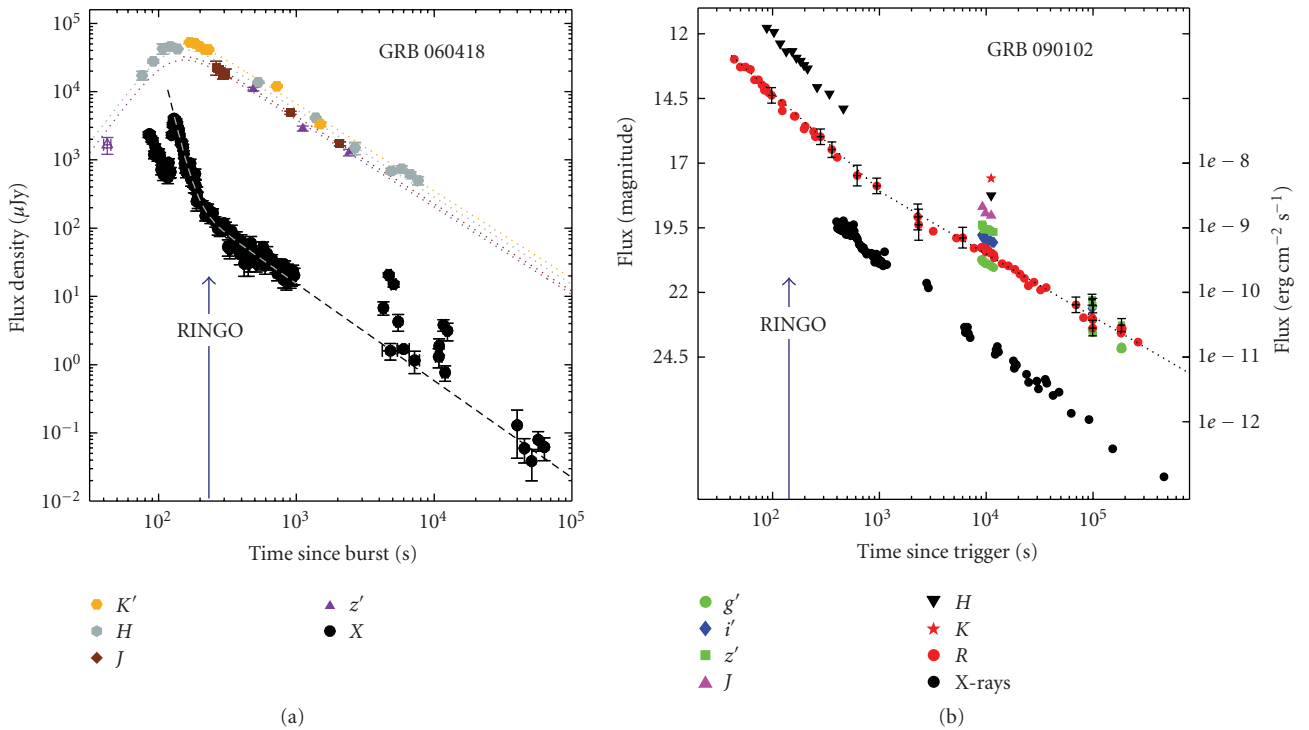 GRB 060418
10^5
10^4
10^3
10^2
10^1
10^0
10^−1
10^−2
Flux density (μJy)
RINGO
10^2 10^3 10^4 10^5
Time since burst (s)
K′
H
J
z′
X
(a)
GRB 090102
12
14.5
17
19.5
22
24.5
Flux (magnitude)
1e − 8
1e − 9
1e − 10
1e − 11
1e − 12
Flux (erg cm^−2 s^−1)
RINGO
10^2 10^3 10^4 10^5
Time since trigger (s)
g′
i′
z′
J
H
K
R
X-rays
(b)